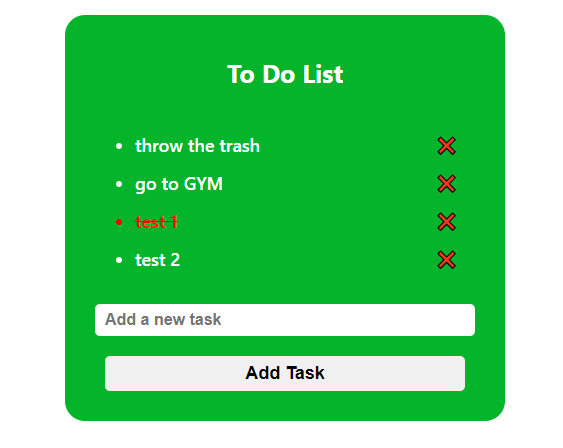 To Do List
throw the trash
go to GYM
test 1
test 2
Add a new task
Add Task